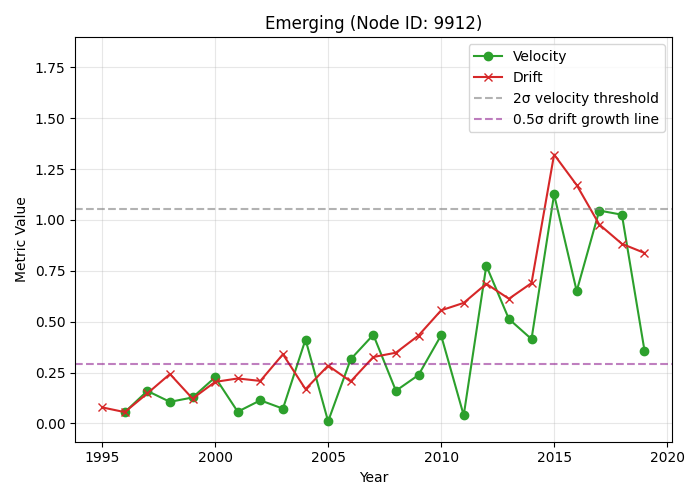 Emerging (Node ID: 9912)
Velocity
Drift
2σ velocity threshold
0.5σ drift growth line
Metric Value
1.75
1.50
1.25
1.00
0.75
0.50
0.25
0.00
1995
2000
2005
2010
2015
2020
Year